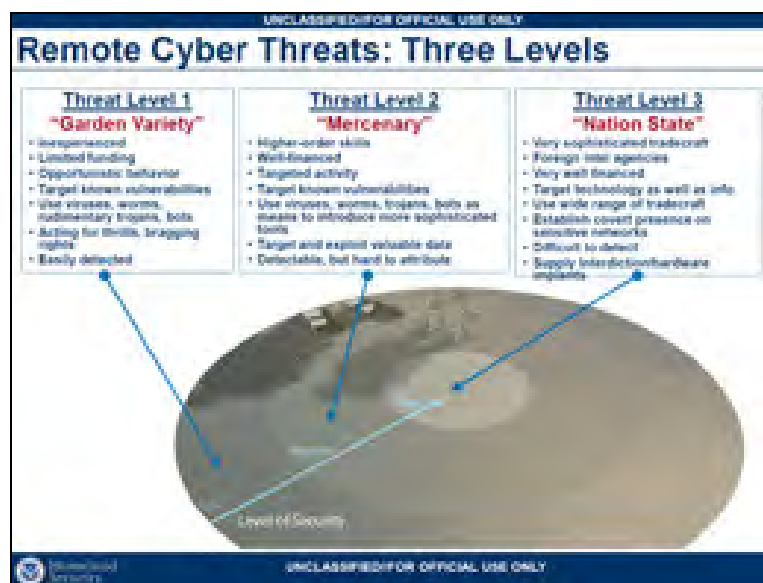 UNCLASSIFIED//FOR OFFICIAL USE ONLY
Remote Cyber Threats: Three Levels
Threat Level 1
"Garden Variety"
• Inexperienced
• Limited funding
• Opportunistic behavior
• Target known vulnerabilities
• Use viruses, worms,
rudimentary trojans, bots
• Acting for thrills, bragging
rights
• Easily detected
Threat Level 2
"Mercenary"
• Higher-order skills
• Well-financed
• Targeted activity
• Target known vulnerabilities
• Use viruses, worms, trojans, bots as
means to introduce more sophisticated
tools
• Target and exploit valuable data
• Detectable, but hard to attribute
Threat Level 3
"Nation State"
• Very sophisticated tradecraft
• Foreign intel agencies
• Very well financed
• Target technology as well as info
• Use wide range of tradecraft
• Establish covert presence on
sensitive networks
• Difficult to detect
• Supply interdiction/hardware
implants
Level of Security
Homeland
Security
UNCLASSIFIED//FOR OFFICIAL USE ONLY